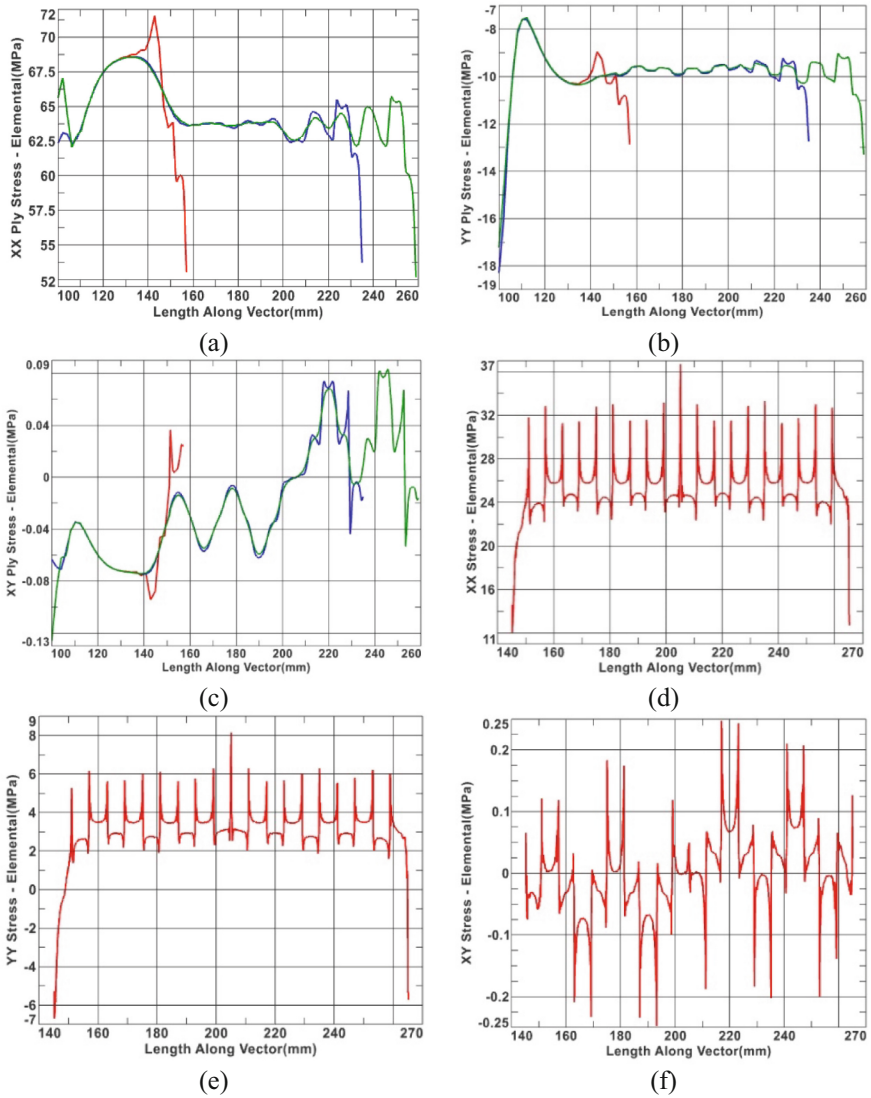 72
70
67.5
65
62.5
60
57.5
55
52
XX Ply Stress - Elemental(MPa)
100 120 140 160 180 200 220 240 260
Length Along Vector(mm)
(a)
-7
-8
-10
-12
-14
-16
-18
-19
YY Ply Stress - Elemental(MPa)
100 120 140 160 180 200 220 240 260
Length Along Vector(mm)
(b)
0.09
0.04
0
-0.04
-0.08
-0.13
XY Ply Stress - Elemental(MPa)
100 120 140 160 180 200 220 240 260
Length Along Vector(mm)
(c)
37
32
28
24
22
16
11
XX Stress - Elemental(MPa)
140 160 180 200 220 240 270
Length Along Vector(mm)
(d)
9
8
6
4
2
0
-2
-4
-6
-7
YY Stress - Elemental(MPa)
140 160 180 200 220 240 270
Length Along Vector(mm)
(e)
0.25
0.2
0.1
0
-0.1
-0.2
-0.25
XY Stress - Elemental(MPa)
140 160 180 200 220 240 270
Length Along Vector(mm)
(f)